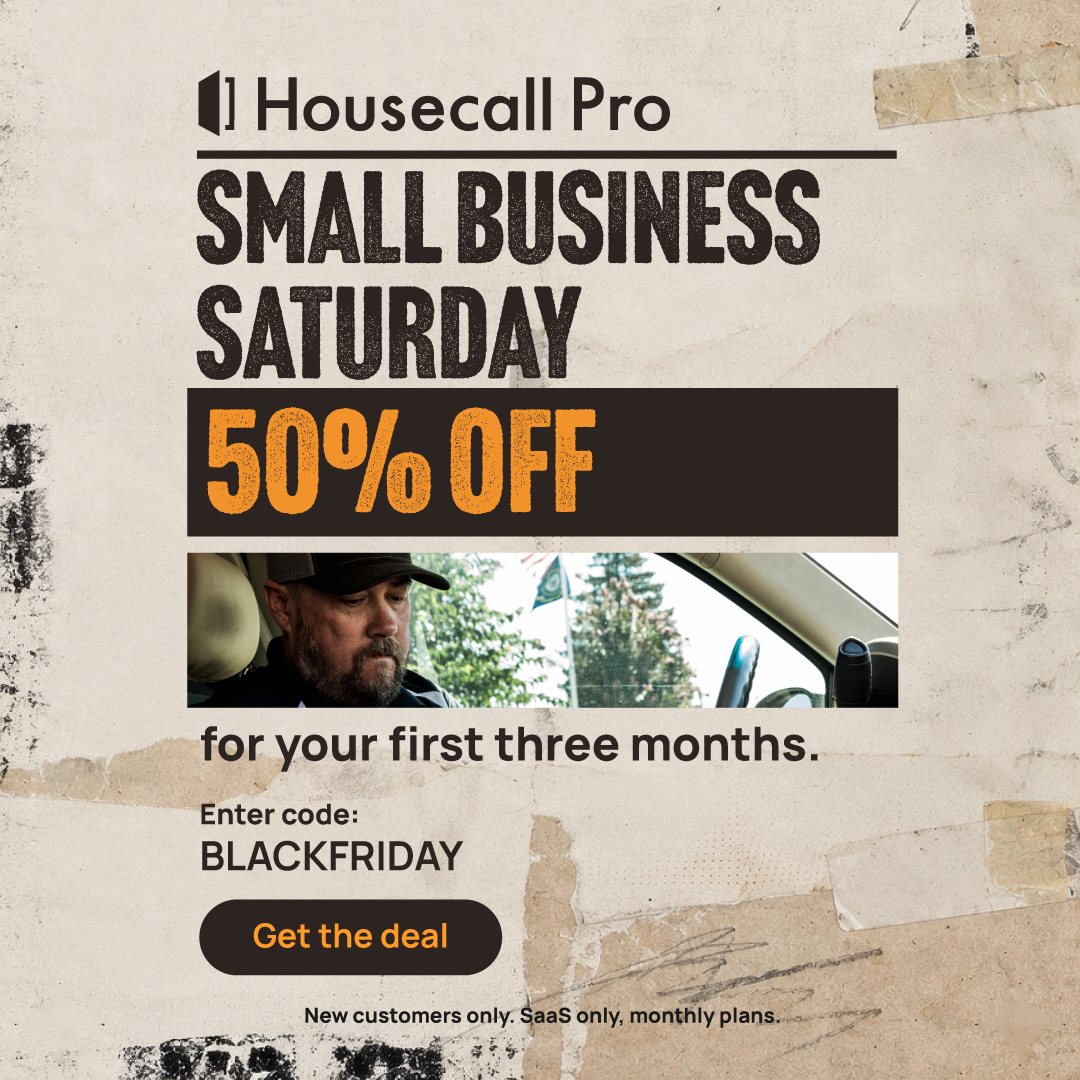 Housecall Pro
SMALL BUSINESS
SATURDAY
50% OFF
for your first three months.
Enter code:
BLACKFRIDAY
Get the deal
New customers only. SaaS only, monthly plans.